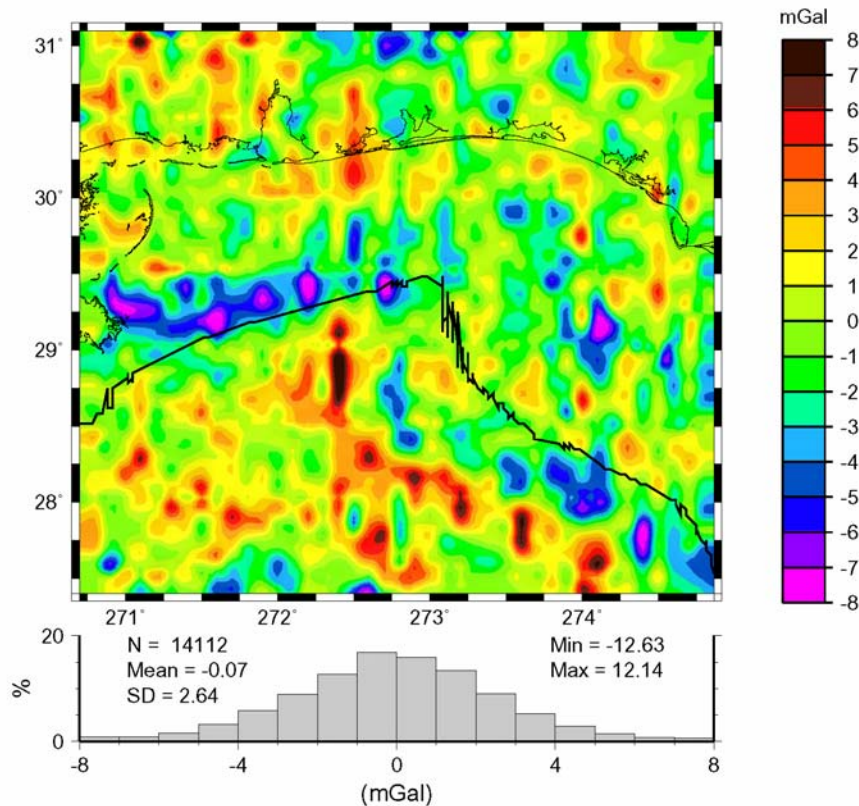 mGal
31°
30°
29°
28°
271° 272° 273° 274°
8
7
6
5
4
3
2
1
0
-1
-2
-3
-4
-5
-6
-7
-8
N = 14112
Mean = -0.07
SD = 2.64
Min = -12.63
Max = 12.14
20
%
0
-8 -4 0 4 8
(mGal)